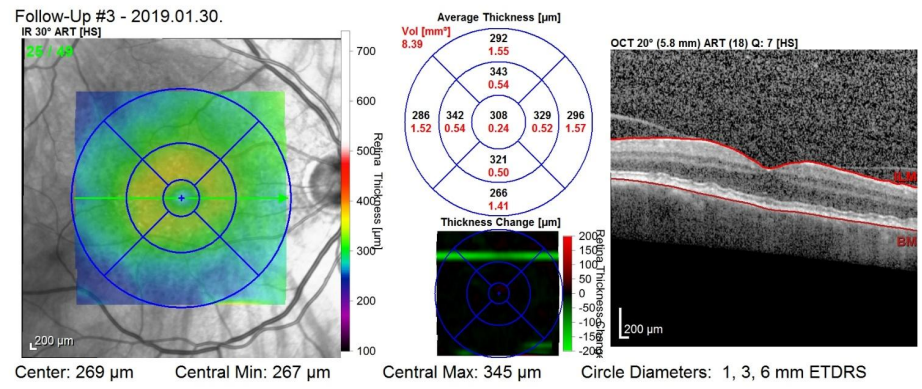 Follow-Up #3 - 2019.01.30.
IR 30° ART [HS]
700
600
500
400
300
200
100
Retina Thickness [µm]
200 µm
Average Thickness [µm]
Vol [mm³]
8.39
292
1.55
343
0.54
286 342 308 329 296
1.52 0.54 0.24 0.52 1.57
321
0.50
266
1.41
Thickness Change [µm]
200
150
100
50
0
-50
-100
-150
-200
Retina Thickness Change
OCT 20° (5.8 mm) ART (18) Q: 7 [HS]
ILM
BM
200 µm
Center: 269 µm Central Min: 267 µm Central Max: 345 µm Circle Diameters: 1, 3, 6 mm ETDRS